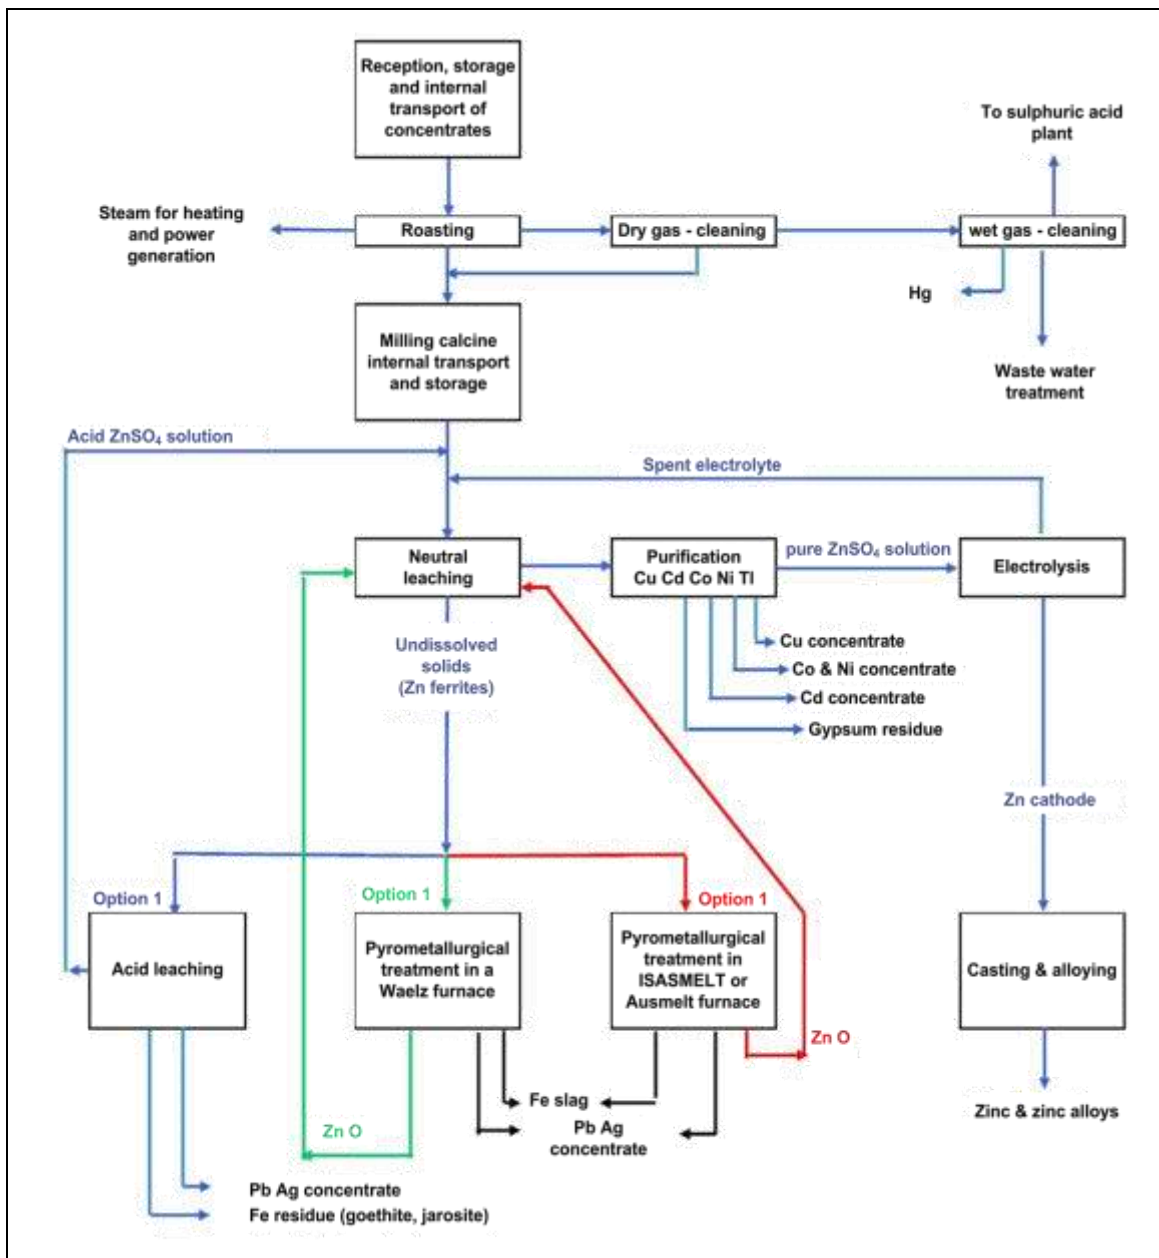 Reception, storage
and internal
transport of
concentrates
To sulphuric acid
plant
Steam for heating
and power
generation
Roasting
Dry gas - cleaning
wet gas - cleaning
Hg
Milling calcine
internal transport
and storage
Waste water
treatment
Acid ZnSO₄ solution
Spent electrolyte
Neutral
leaching
Purification
Cu Cd Co Ni Tl
pure ZnSO₄ solution
Electrolysis
Undissolved
solids
(Zn ferrites)
Cu concentrate
Co & Ni concentrate
Cd concentrate
Gypsum residue
Zn cathode
Option 1
Option 1
Option 1
Acid leaching
Pyrometallurgical
treatment in a
Waelz furnace
Pyrometallurgical
treatment in
ISASMELT or
Ausmelt furnace
Casting & alloying
Zn O
Fe slag
Pb Ag
concentrate
Zn O
Zinc & zinc alloys
Pb Ag concentrate
Fe residue (goethite, jarosite)